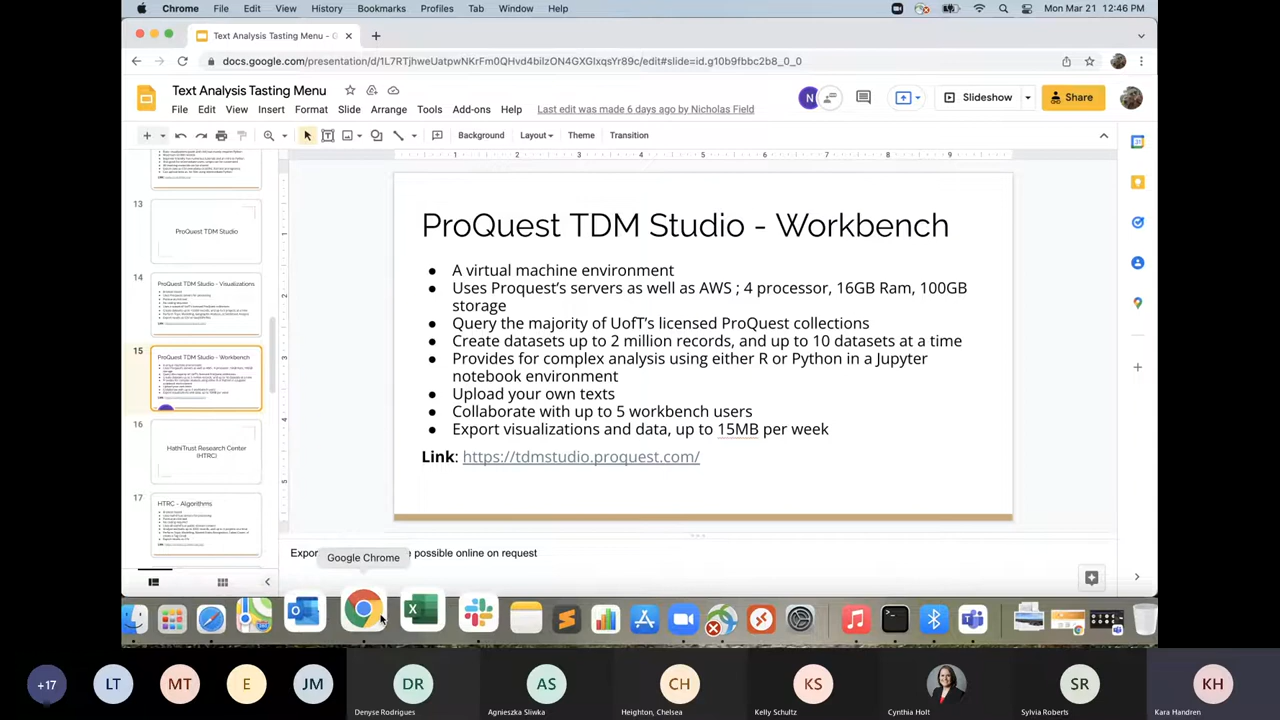 Chrome File Edit View History Bookmarks Profiles Tab Window Help Mon Mar 21 12:46 PM
Text Analysis Tasting Menu - G
docs.google.com/presentation/d/1L7RTjhweUatpwNKrFm0QHvd4bilzON4GXGlxqsYr89c/edit#slide=id.g10b9fbbc2b8_0_0
Text Analysis Tasting Menu
File Edit View Insert Format Slide Arrange Tools Add-ons Help Last edit was made 6 days ago by Nicholas Field
N Slideshow Share
Background Layout Theme Transition
13
ProQuest TDM Studio
14
ProQuest TDM Studio - Visualizations
15
ProQuest TDM Studio - Workbench
16
HathiTrust Research Center
(HTRC)
17
HTRC - Algorithms
ProQuest TDM Studio - Workbench
● A virtual machine environment
● Uses Proquest's servers as well as AWS ; 4 processor, 16GB Ram, 100GB
storage
● Query the majority of UofT's licensed ProQuest collections
● Create datasets up to 2 million records, and up to 10 datasets at a time
● Provides for complex analysis using either R or Python in a Jupyter
notebook environment
● Upload your own texts
● Collaborate with up to 5 workbench users
● Export visualizations and data, up to 15MB per week
Link: https://tdmstudio.proquest.com/
Expor possible online on request
Google Chrome
+17 LT MT E JM DR AS CH KS SR KH
Denyse Rodrigues Agnieszka Sliwka Heighton, Chelsea Kelly Schultz Cynthia Holt Sylvia Roberts Kara Handren